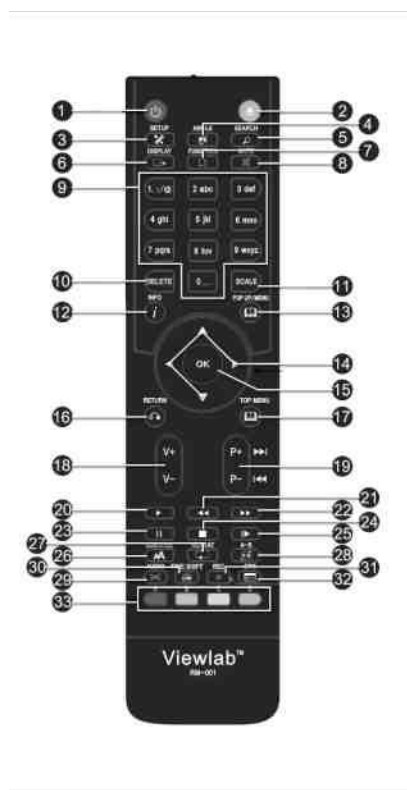 1
2
4
SETUP
ANGLE
SEARCH
3
5
DISPLAY
7
6
8
9
1. ./@
2 abc
3 def
4 ghi
5 jkl
6 mno
7 pqrs
8 tuv
9 wxyz
10
DELETE
0
SCALE
11
INFO
POP UP/MENU
12
i
13
14
OK
15
RETURN
TOP MENU
16
17
V+
P+
18
19
V-
P-
21
20
22
24
23
25
27
26
28
30
31
29
32
33
Viewlab™
RM-001